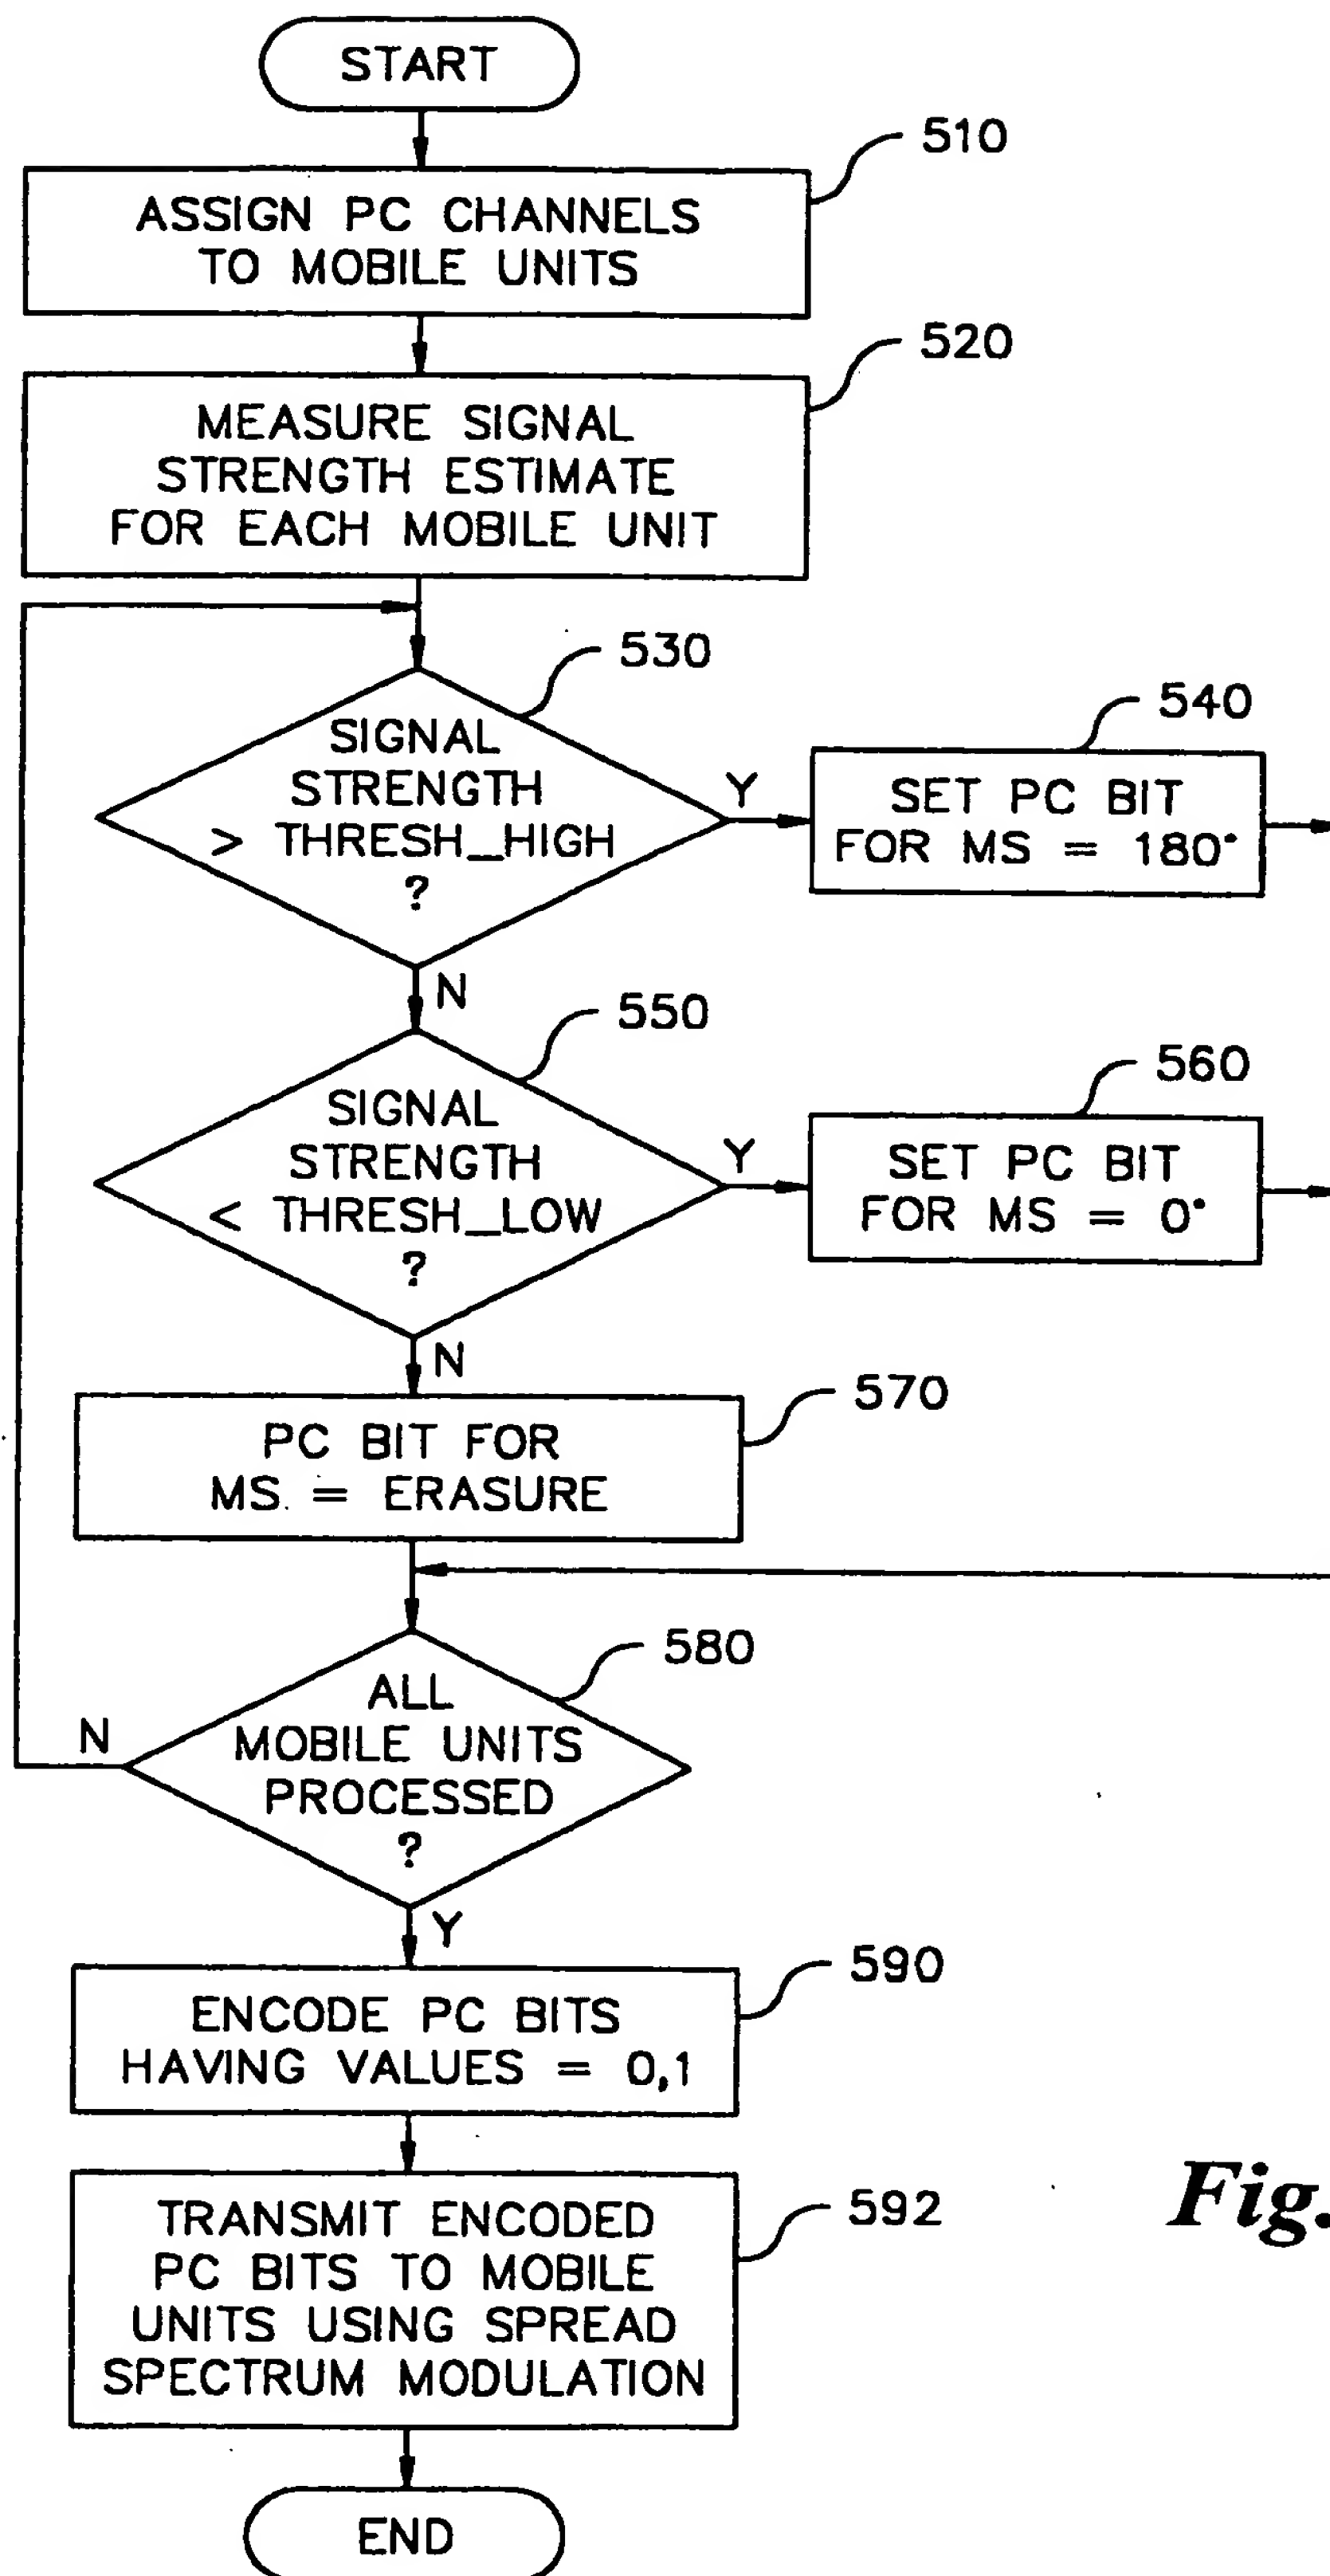 START
510
ASSIGN PC CHANNELS
TO MOBILE UNITS
520
MEASURE SIGNAL
STRENGTH ESTIMATE
FOR EACH MOBILE UNIT
530
SIGNAL
STRENGTH
> THRESH_HIGH
?
Y
540
SET PC BIT
FOR MS = 180°
N
550
SIGNAL
STRENGTH
< THRESH_LOW
?
Y
560
SET PC BIT
FOR MS = 0°
N
570
PC BIT FOR
MS = ERASURE
580
ALL
MOBILE UNITS
PROCESSED
?
N
Y
590
ENCODE PC BITS
HAVING VALUES = 0,1
592
TRANSMIT ENCODED
PC BITS TO MOBILE
UNITS USING SPREAD
SPECTRUM MODULATION
Fig.
END